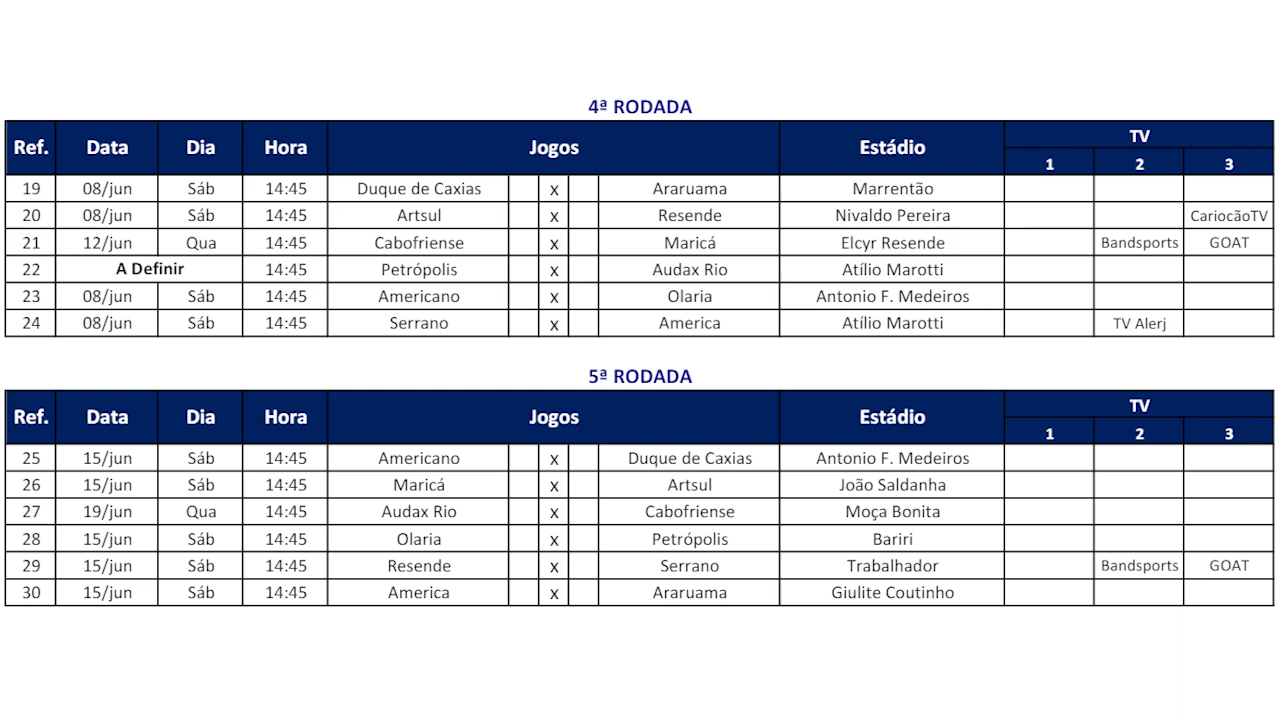 4ª RODADA
Ref. Data Dia Hora Jogos Estádio TV
1 2 3
19 08/jun Sáb 14:45 Duque de Caxias x Araruama Marrentão
20 08/jun Sáb 14:45 Artsul x Resende Nivaldo Pereira CariocãoTV
21 12/jun Qua 14:45 Cabofriense x Maricá Elcyr Resende Bandsports GOAT
22 A Definir 14:45 Petrópolis x Audax Rio Atílio Marotti
23 08/jun Sáb 14:45 Americano x Olaria Antonio F. Medeiros
24 08/jun Sáb 14:45 Serrano x America Atílio Marotti TV Alerj
5ª RODADA
Ref. Data Dia Hora Jogos Estádio TV
1 2 3
25 15/jun Sáb 14:45 Americano x Duque de Caxias Antonio F. Medeiros
26 15/jun Sáb 14:45 Maricá x Artsul João Saldanha
27 19/jun Qua 14:45 Audax Rio x Cabofriense Moça Bonita
28 15/jun Sáb 14:45 Olaria x Petrópolis Bariri
29 15/jun Sáb 14:45 Resende x Serrano Trabalhador Bandsports GOAT
30 15/jun Sáb 14:45 America x Araruama Giulite Coutinho